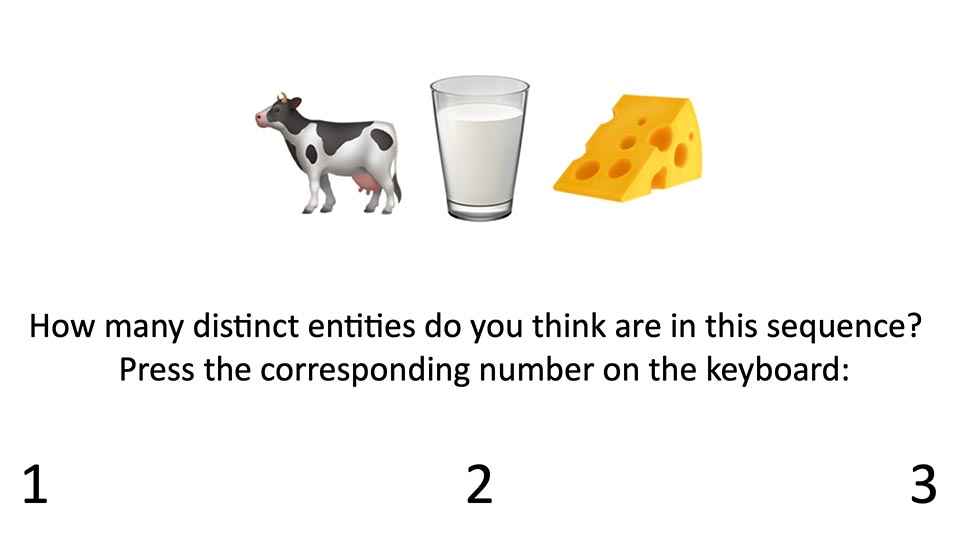 How many distinct entities do you think are in this sequence?
Press the corresponding number on the keyboard:
1 2 3